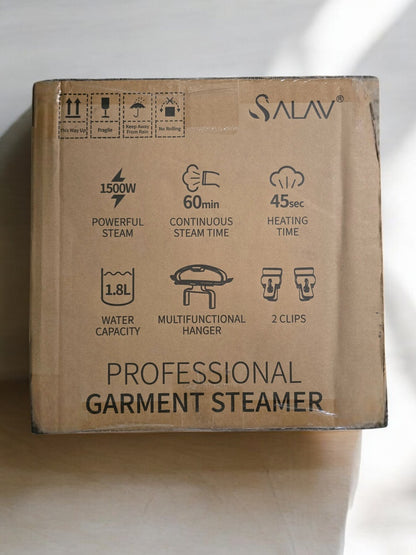 SALAV®
This Way Up
Fragile
Keep Away
From Rain
No Rolling
1500W
60min
45sec
POWERFUL
STEAM
CONTINUOUS
STEAM TIME
HEATING
TIME
1.8L
WATER
CAPACITY
MULTIFUNCTIONAL
HANGER
2 CLIPS
PROFESSIONAL
GARMENT STEAMER